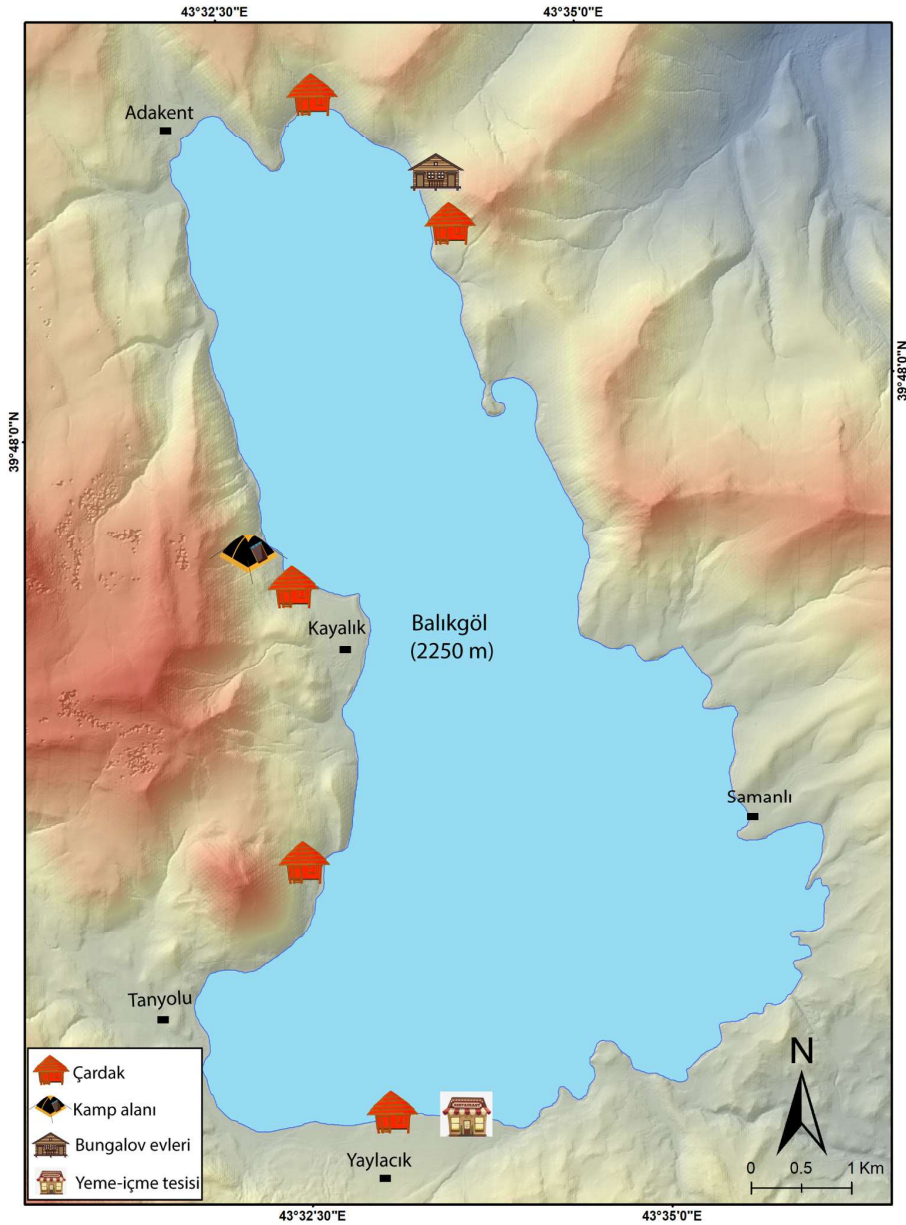 43°32'30"E
43°35'0"E
Adakent
39°48'0"N
39°48'0"N
Kayalık
Balıkgöl
(2250 m)
Samanlı
Tanyolu
N
Çardak
Kamp alanı
Bungalov evleri
Yeme-içme tesisi
RESTAURANT
Yaylacık
0 0.5 1 Km
43°32'30"E
43°35'0"E